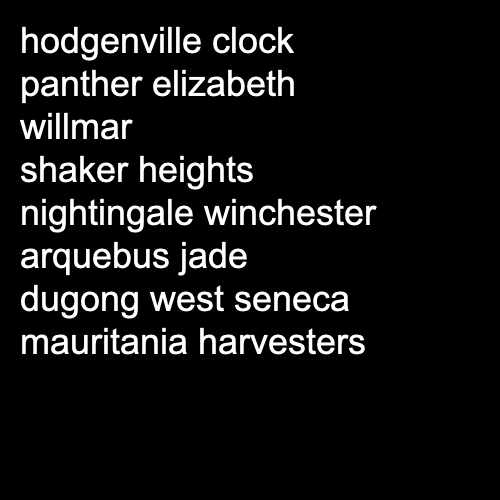 hodgenville clock
panther elizabeth
willmar
shaker heights
nightingale winchester
arquebus jade
dugong west seneca
mauritania harvesters